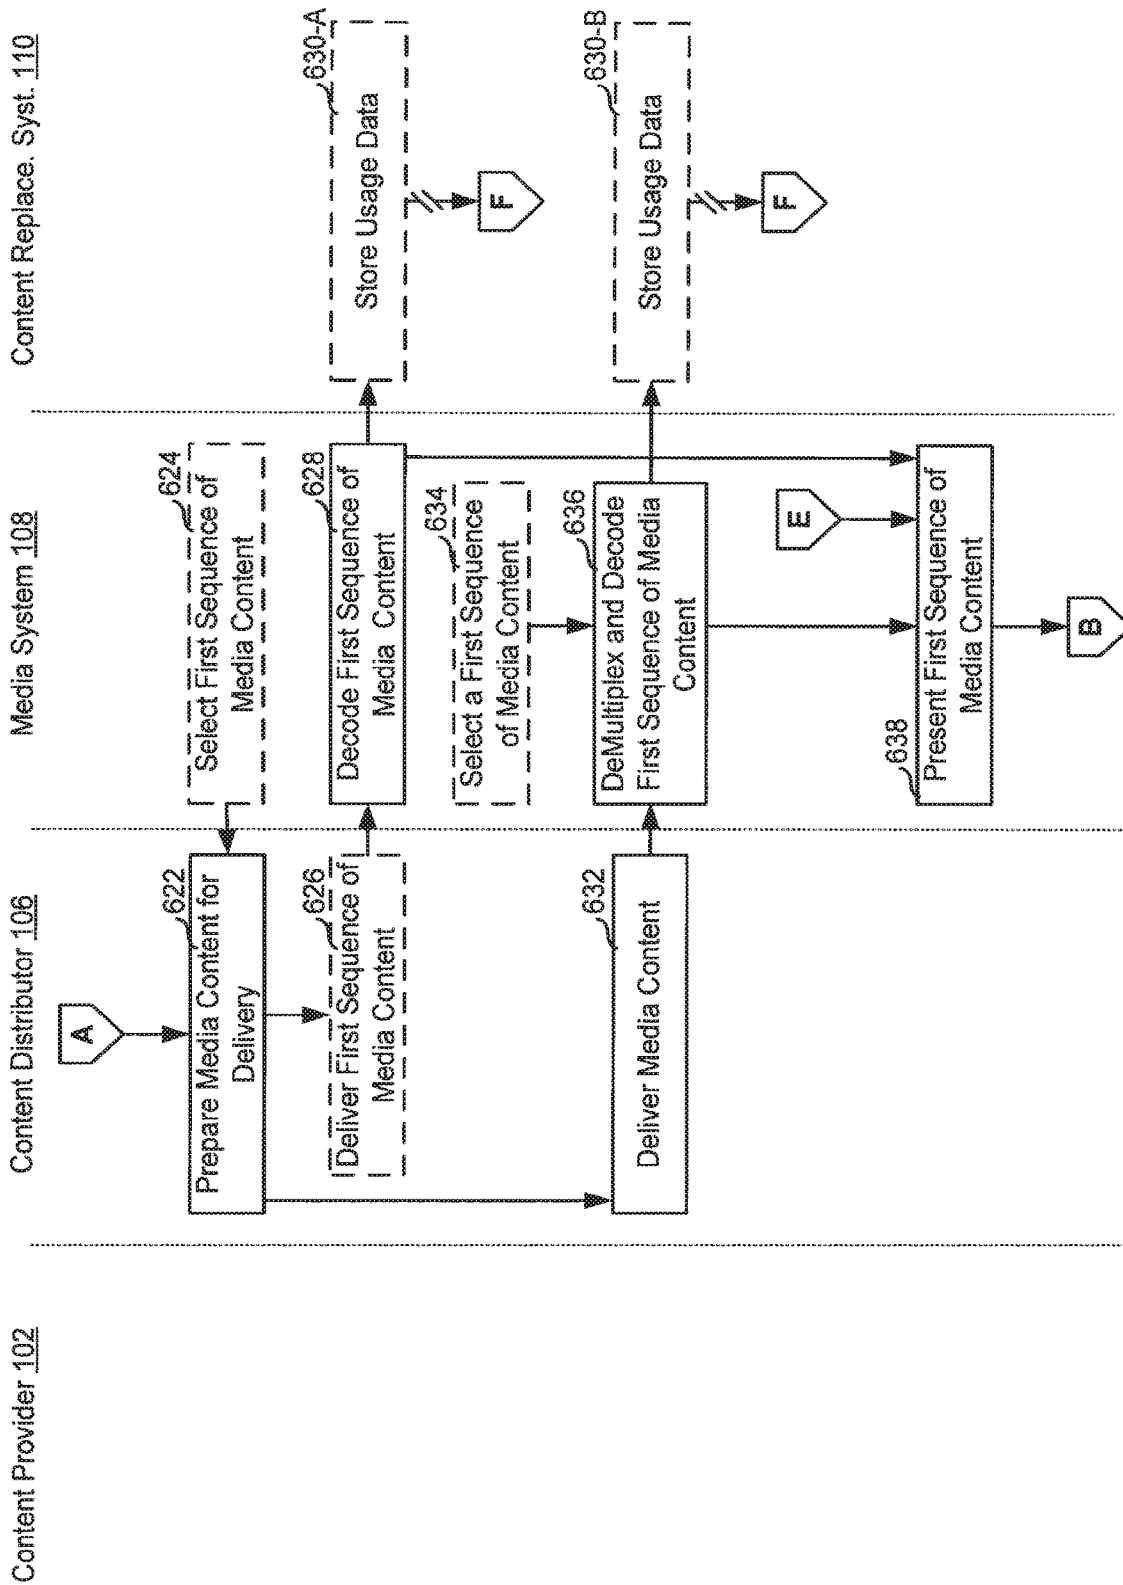 Content Provider 102
Content Distributor 106
Media System 108
Content Replace. Syst. 110
A
622
Prepare Media Content for
Delivery
624
Select First Sequence of
Media Content
626
Deliver First Sequence of
Media Content
628
Decode First Sequence of
Media Content
630-A
Store Usage Data
F
634
Select a First Sequence
of Media Content
632
Deliver Media Content
636
DeMultiplex and Decode
First Sequence of Media
Content
630-B
Store Usage Data
F
E
638
Present First Sequence of
Media Content
B